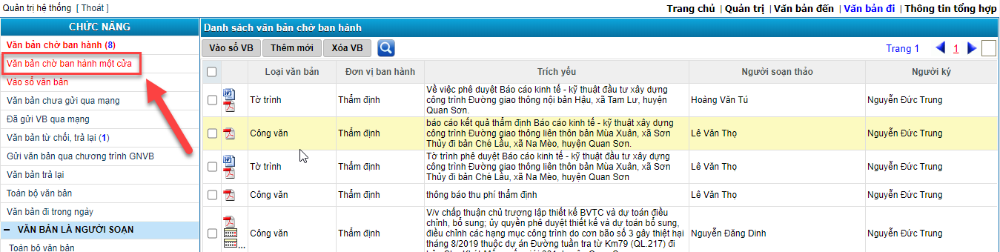 Quản trị hệ thống [ Thoát ]
Trang chủ | Quản trị | Văn bản đến | Văn bản đi | Thông tin tổng hợp
CHỨC NĂNG
Văn bản chờ ban hành (8)
Văn bản chờ ban hành một cửa
Vào sổ văn bản
Văn bản chưa gửi qua mạng
Đã gửi VB qua mạng
Văn bản từ chối, trả lại (1)
Gửi văn bản qua chương trình GNVB
Văn bản trả lại
Toàn bộ văn bản
Văn bản đi trong ngày
VĂN BẢN LÀ NGƯỜI SOẠN
Toàn bộ văn bản
Danh sách văn bản chờ ban hành
Vào sổ VB Thêm mới Xóa VB
Trang 1 1
Loại văn bản Đơn vị ban hành Trích yếu Người soạn thảo Người ký
Về việc phê duyệt Báo cáo kinh tế - kỹ thuật đầu tư xây dựng
Tờ trình Thẩm định công trình Đường giao thông nội bản Hậu, xã Tam Lư, huyện Hoàng Văn Tú Nguyễn Đức Trung
Quan Sơn.
báo cáo kết quả thẩm định Báo cáo kinh tế - kỹ thuật xây dựng
Công văn Thẩm định công trình Đường giao thông liên thôn bản Mùa Xuân, xã Sơn Lê Văn Thọ Nguyễn Đức Trung
Thủy đi bản Ché Lầu, xã Na Mèo, huyện Quan Sơn.
Tờ trình phê duyệt Báo cáo kinh tế - kỹ thuật đầu tư xây dựng
Tờ trình Thẩm định công trình Đường giao thông liên thôn bản Mùa Xuân, xã Sơn Lê Văn Thọ Nguyễn Đức Trung
Thủy đi bản Ché Lầu, xã Na Mèo, huyện Quan Sơn
Công văn Thẩm định thông báo thu phí thẩm định Lê Văn Thọ Nguyễn Đức Trung
V/v chấp thuận chủ trương lập thiết kế BVTC và dự toán điều
chỉnh, bổ sung; ủy quyền phê duyệt thiết kế và dự toán bổ sung,
Công văn Thẩm định điều chỉnh các hạng mục công trình do cơn bão số 3 gây thiệt hại Nguyễn Đăng Dinh Nguyễn Đức Trung
tháng 8/2019 thuộc dự án Đường tuần tra từ Km79 (QL.217) đi
...